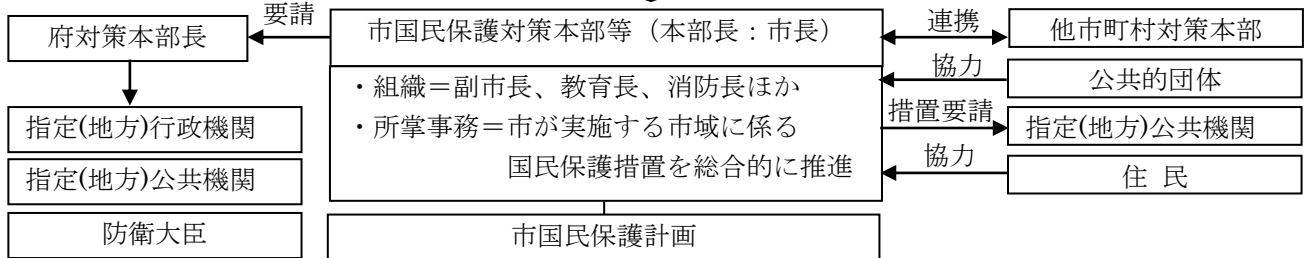 要請
府対策本部長
指定(地方)行政機関
指定(地方)公共機関
防衛大臣
市国民保護対策本部等（本部長：市長）
・組織＝副市長、教育長、消防長ほか
・所掌事務＝市が実施する市域に係る
国民保護措置を総合的に推進
市国民保護計画
連携
他市町村対策本部
協力
公共的団体
措置要請
指定(地方)公共機関
協力
住 民